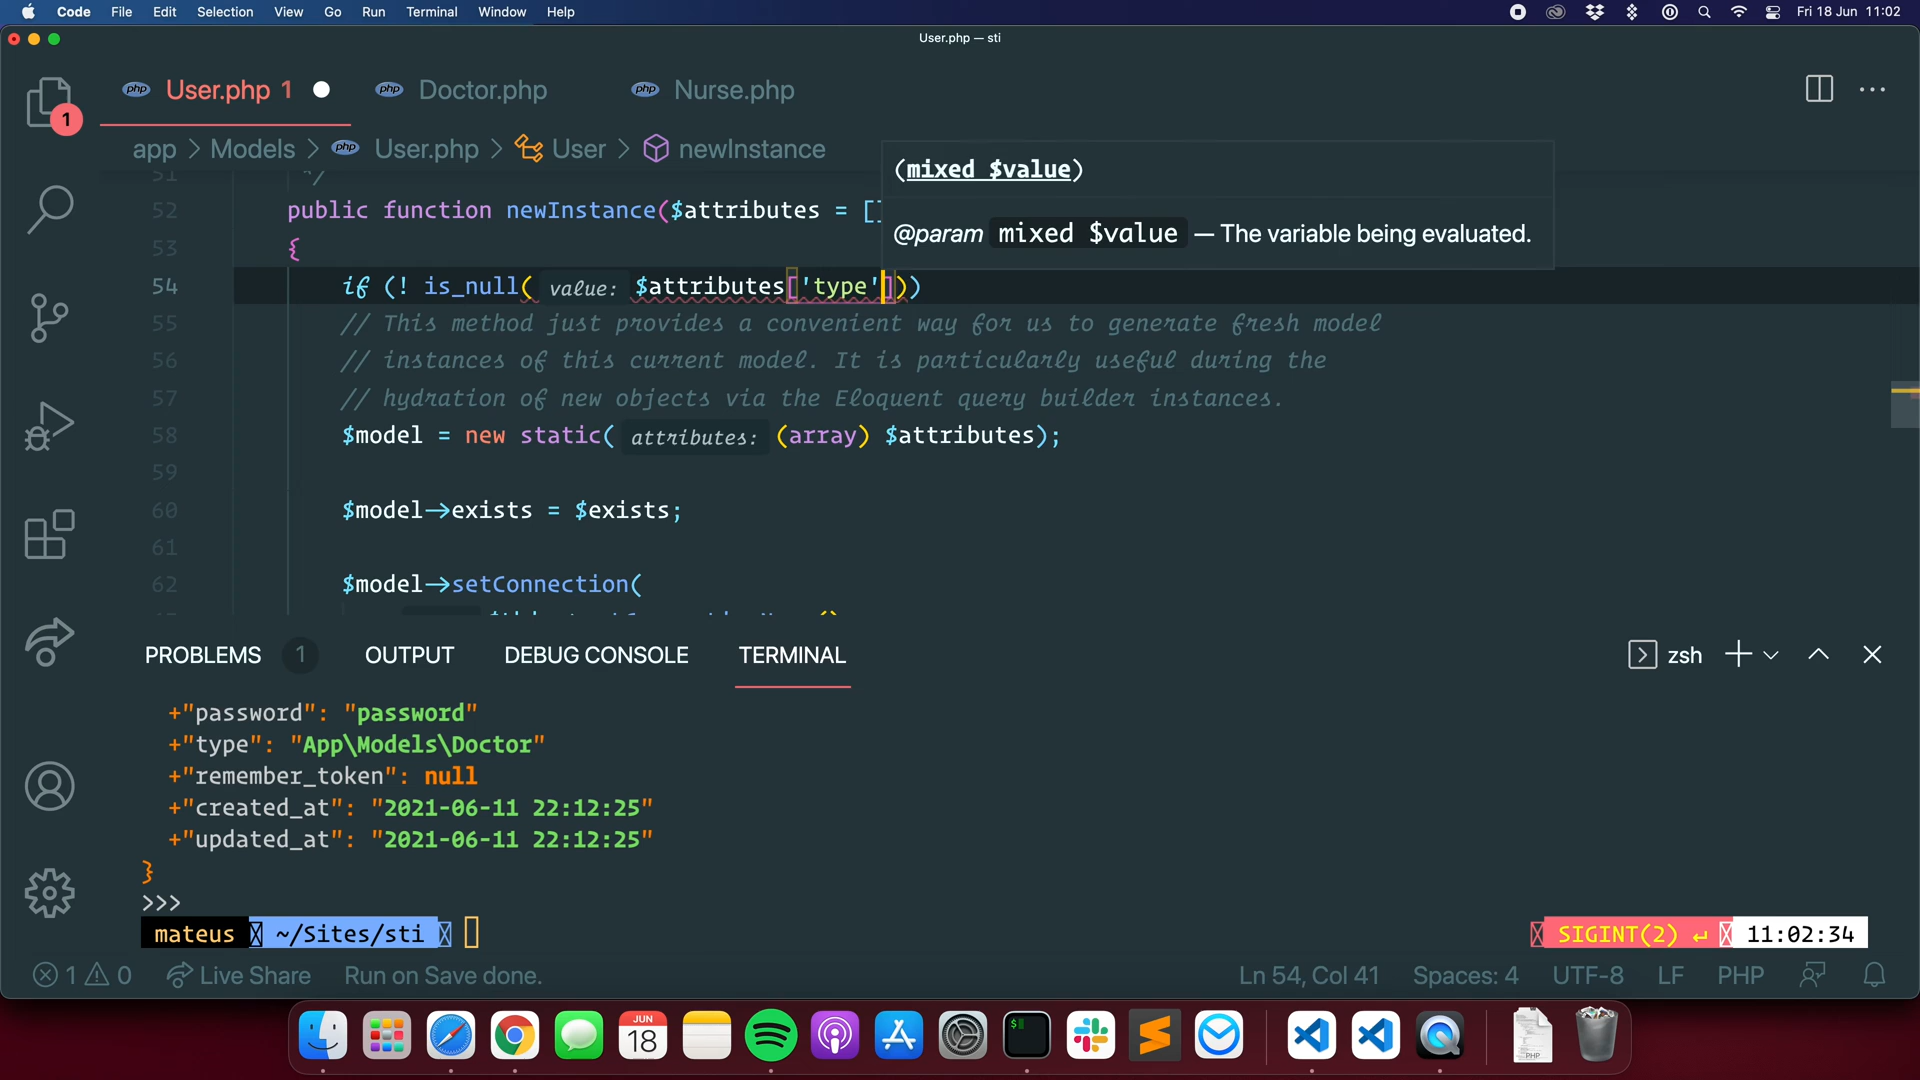 Code File Edit Selection View Go Run Terminal Window Help Fri 18 Jun 11:02
User.php — sti
php User.php 1 php Doctor.php php Nurse.php
1
app > Models > php User.php > User > newInstance
51 */
(mixed $value)
52 public function newInstance($attributes = []
@param mixed $value — The variable being evaluated.
53 {
54 if (! is_null( value: $attributes['type']))
55 // This method just provides a convenient way for us to generate fresh model
56 // instances of this current model. It is particularly useful during the
57 // hydration of new objects via the Eloquent query builder instances.
58 $model = new static( attributes: (array) $attributes);
59
60 $model->exists = $exists;
61
62 $model->setConnection(
PROBLEMS 1 OUTPUT DEBUG CONSOLE TERMINAL zsh
+"password": "password"
+"type": "App\Models\Doctor"
+"remember_token": null
+"created_at": "2021-06-11 22:12:25"
+"updated_at": "2021-06-11 22:12:25"
}
>>>
mateus ~/Sites/sti SIGINT(2) ↵ 11:02:34
1 0 Live Share Run on Save done. Ln 54, Col 41 Spaces: 4 UTF-8 LF PHP
JUN
18
$
PHP